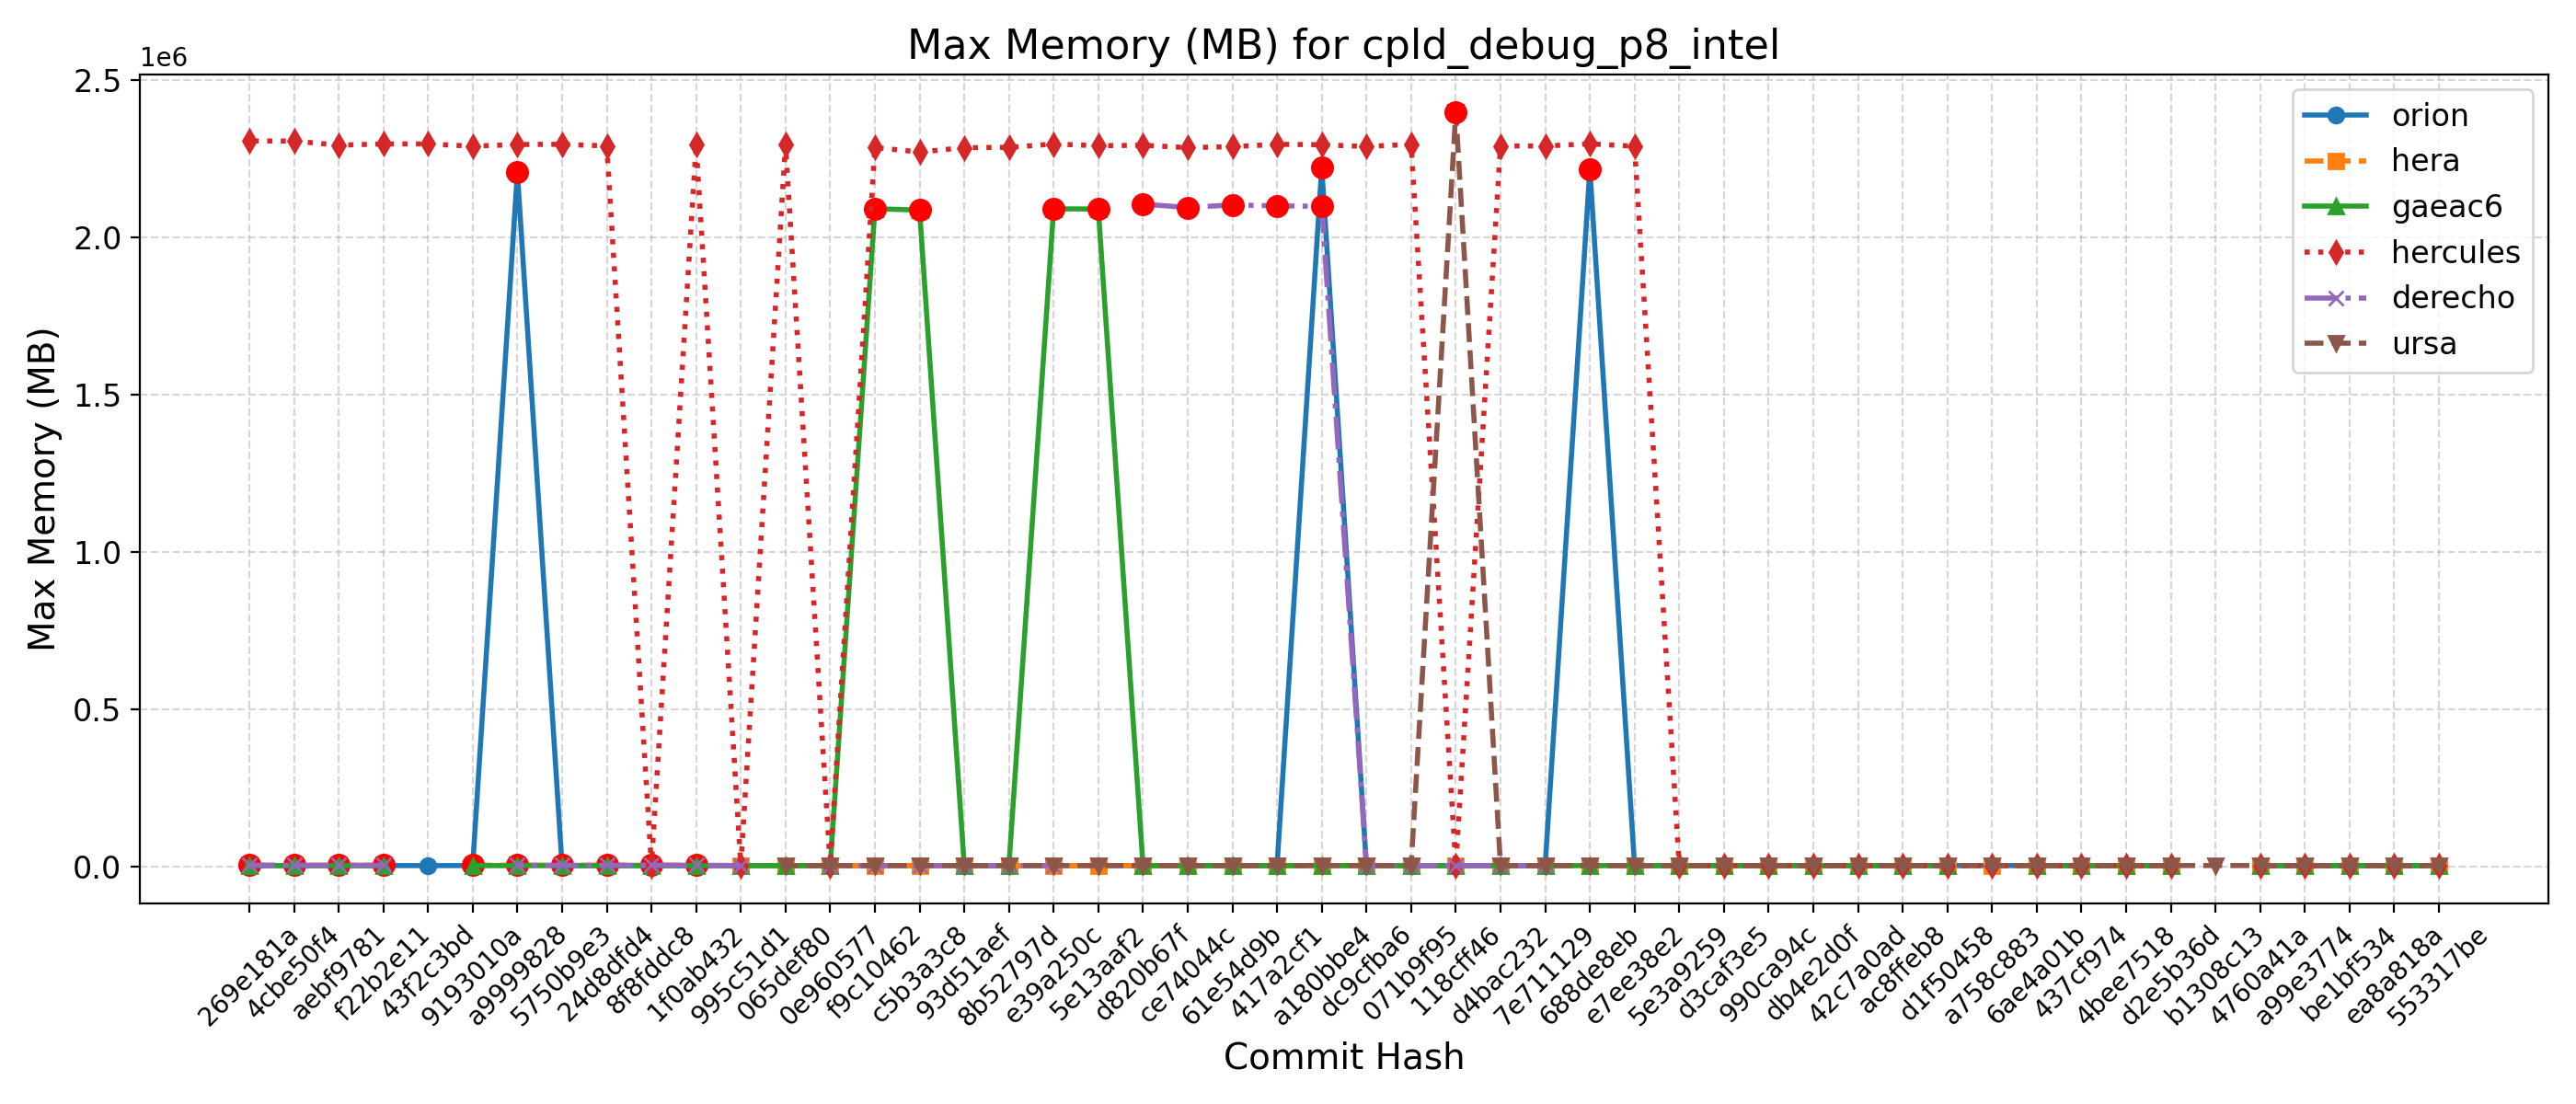 Max Memory (MB) for cpld_debug_p8_intel
1e6
2.5
2.0
1.5
1.0
0.5
0.0
Max Memory (MB)
orion
hera
gaeac6
hercules
derecho
ursa
269e181a
4cbe50f4
aebf9781
f22b2e11
43f2c3bd
9193010a
a9999828
5750b9e3
24d8dfd4
8f8fddc8
1f0ab432
995c51d1
065def80
0e960577
f9c10462
c5b3a3c8
93d51aef
8b52797d
e39a250c
5e13aaf2
d820b67f
ce74044c
61e54d9b
417a2cf1
a180bbe4
dc9cfba6
071b9f95
118cff46
d4bac232
7e711129
688de8eb
e7ee38e2
5e3a9259
d3caf3e5
990ca94c
db4e2d0f
42c7a0ad
ac8ffeb8
d1f50458
a758c883
6ae4a01b
437cf974
4bee7518
d2e5b36d
b1308c13
4760a41a
a99e3774
be1bf534
ea8a818a
553317be
Commit Hash